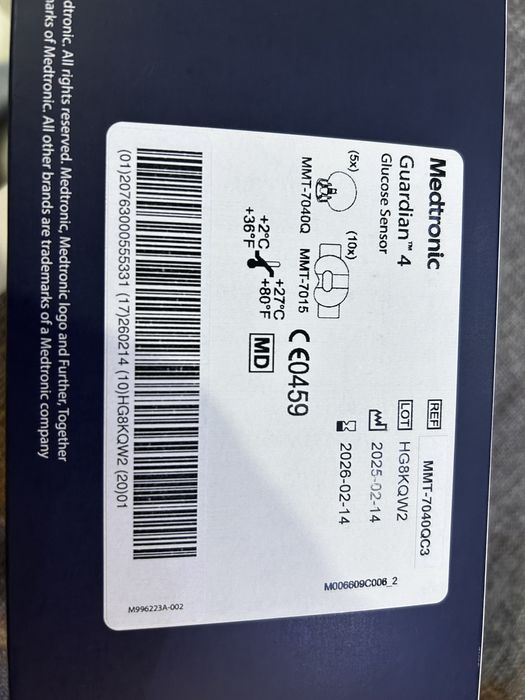 Medtronic
Guardian™ 4
Glucose Sensor
(5x)
(10x)
MMT-7040Q
MMT-7015
+2°C
+36°F
+27°C
+80°F
CE0459
MD
REF
MMT-7040QC3
LOT
HG8KQW2
2025-02-14
2026-02-14
M006609C006_2
(01)20763000555331 (17)260214 (10)HG8KQW2 (20)01
M996223A-002
dtronic. All rights reserved. Medtronic, Medtronic logo and Further, Together
arks of Medtronic. All other brands are trademarks of a Medtronic company